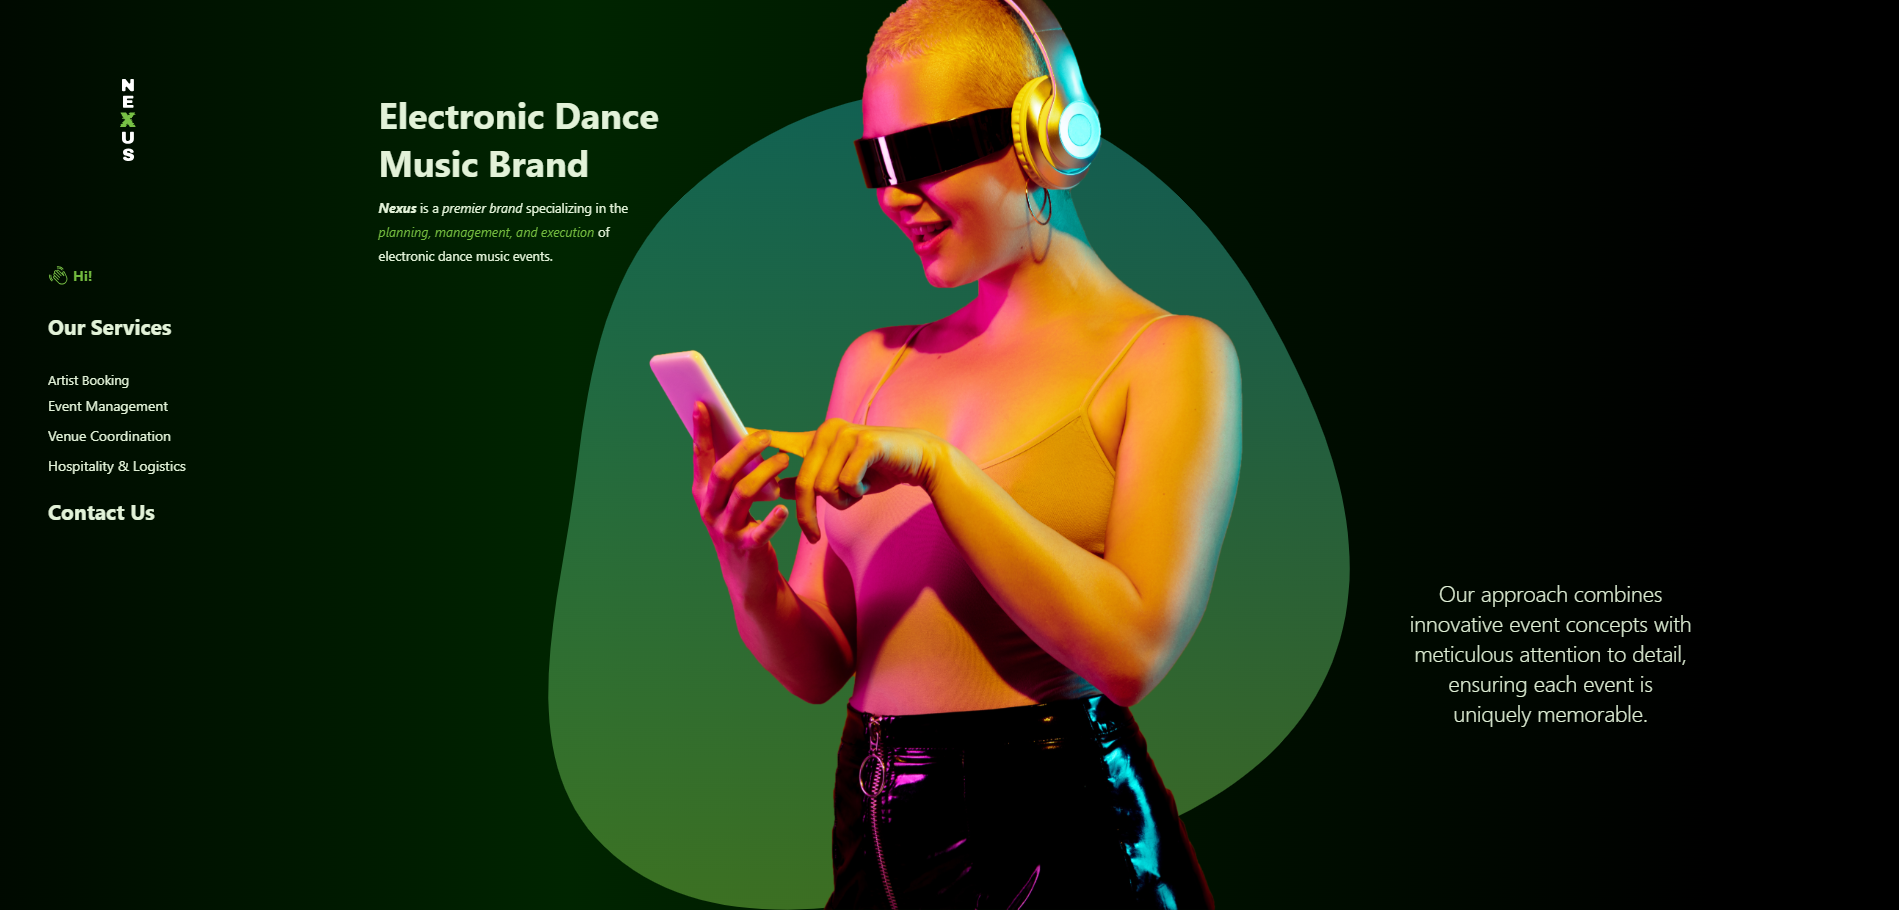 NEXUS
Hi!
Our Services
Artist Booking
Event Management
Venue Coordination
Hospitality & Logistics
Contact Us
Electronic Dance
Music Brand
Nexus is a premier brand specializing in the
planning, management, and execution of
electronic dance music events.
Our approach combines
innovative event concepts with
meticulous attention to detail,
ensuring each event is
uniquely memorable.